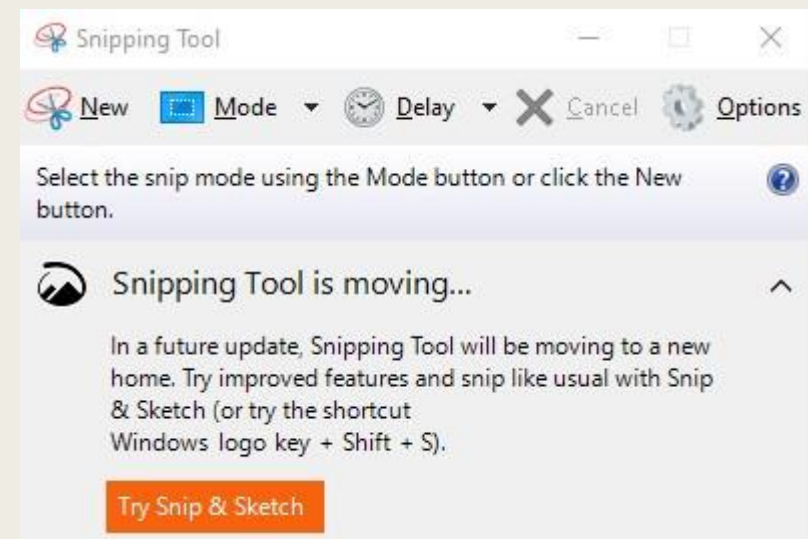 Snipping Tool
New Mode Delay Cancel Options
Select the snip mode using the Mode button or click the New
button.
Snipping Tool is moving...
In a future update, Snipping Tool will be moving to a new
home. Try improved features and snip like usual with Snip
& Sketch (or try the shortcut
Windows logo key + Shift + S).
Try Snip & Sketch